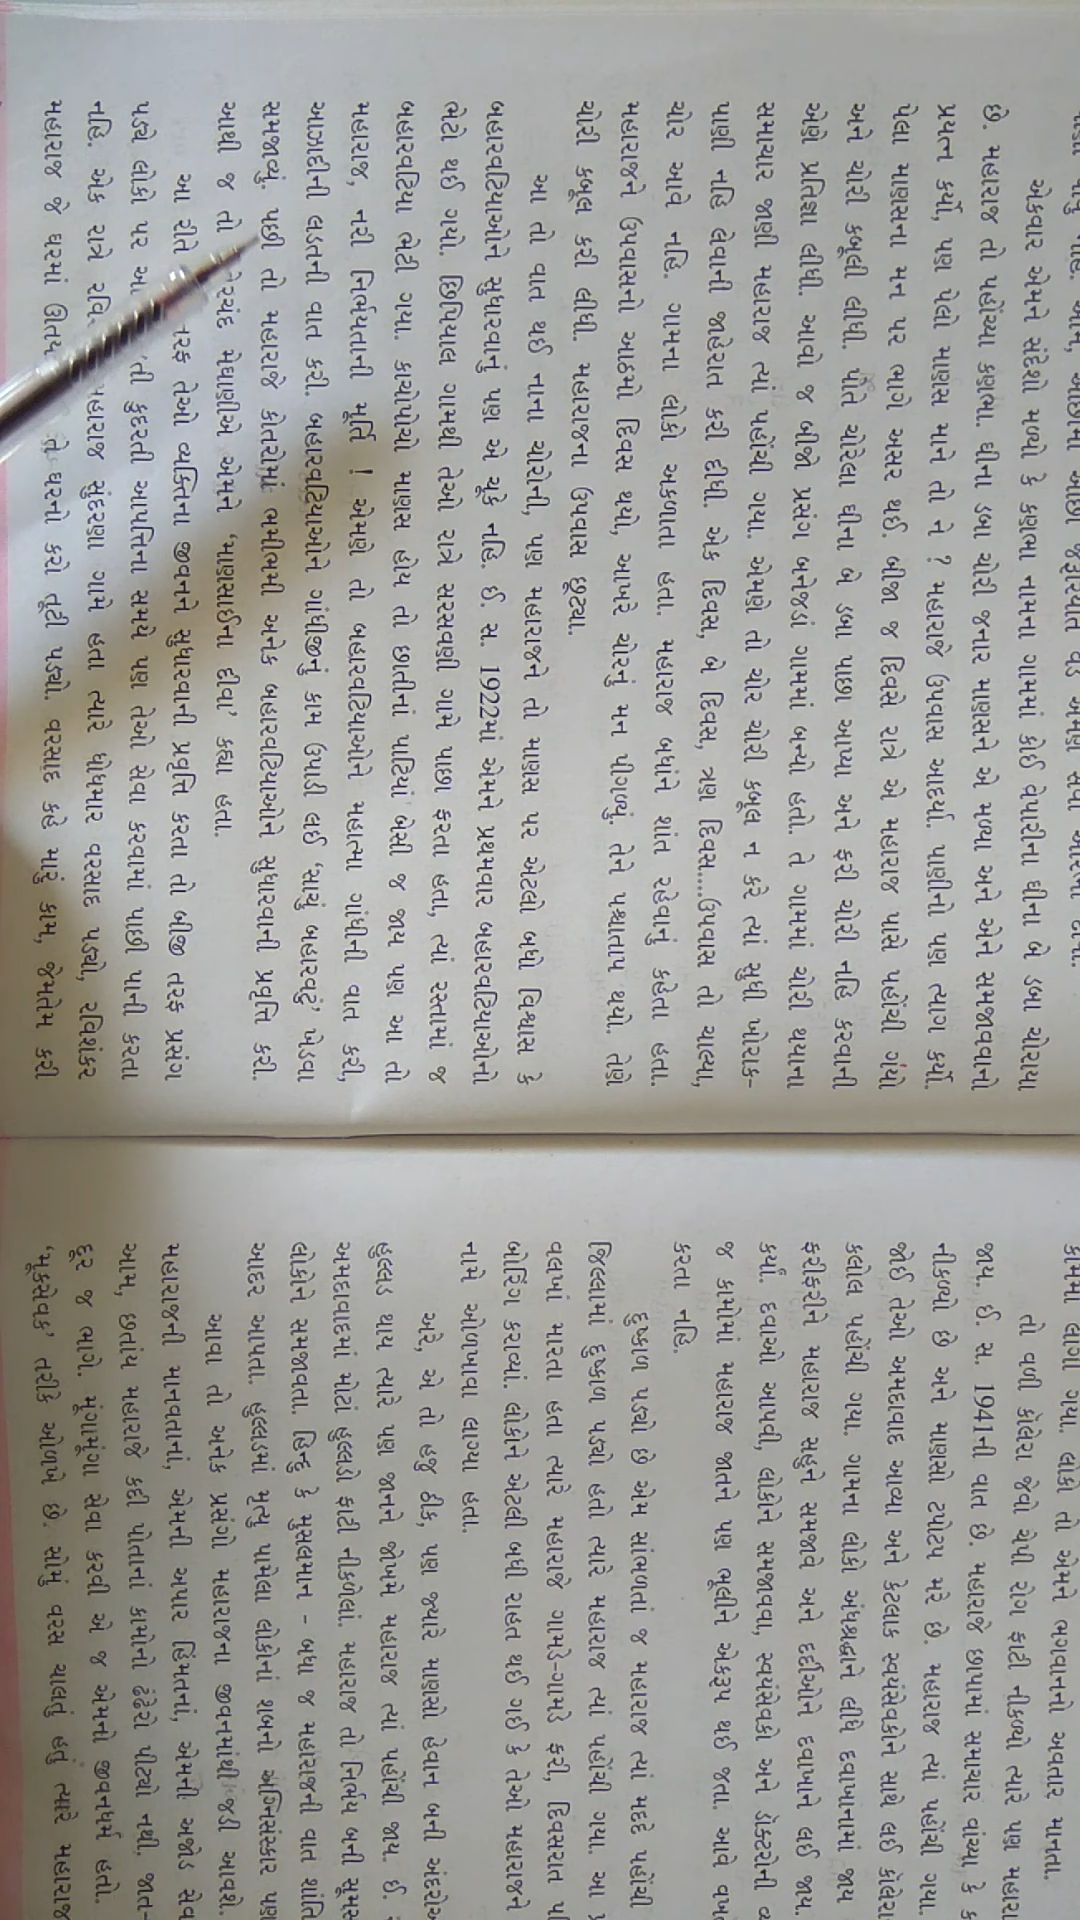 એકવાર એમને સંદેશો મળ્યો કે કણભા નામના ગામમાં કોઈ વેપારીના ઘીના બે ડબા ચોરાયા
છે. મહારાજ તો પહોંચ્યા કણભા. ઘીના ડબા ચોરી જનાર માણસને એ મળ્યા અને એને સમજાવવાનો
પ્રયત્ન કર્યો, પણ પેલો માણસ માને તો ને ? મહારાજે ઉપવાસ આદર્યા. પાણીનો પણ ત્યાગ કર્યો.
પેલા માણસના મન પર ભારે અસર થઈ. બીજા જ દિવસે રાત્રે એ મહારાજ પાસે પહોંચી ગયો
અને ચોરી કબૂલી લીધી. પોતે ચોરેલા ઘીના બે ડબા પાછા આપ્યા અને ફરી ચોરી નહિ કરવાની
એણે પ્રતિજ્ઞા લીધી. આવો જ બીજો પ્રસંગ બનેજડાં ગામમાં બન્યો હતો. તે ગામમાં ચોરી થયાના
સમાચાર જાણી મહારાજ ત્યાં પહોંચી ગયા. એમણે તો ચોર ચોરી કબૂલ ન કરે ત્યાં સુધી ખોરાક-
પાણી નહિ લેવાની જાહેરાત કરી દીધી. એક દિવસ, બે દિવસ, ત્રણ દિવસ.....ઉપવાસ તો ચાલ્યા,
ચોર આવે નહિ. ગામના લોકો અકળાતા હતા. મહારાજ બધાંને શાંત રહેવાનું કહેતા હતા.
મહારાજને ઉપવાસનો આઠમો દિવસ થયો, આખરે ચોરનું મન પીગળ્યું. તેને પશ્ચાતાપ થયો. તેણે
ચોરી કબૂલ કરી લીધી. મહારાજના ઉપવાસ છૂટ્યા.
આ તો વાત થઈ નાના ચોરોની, પણ મહારાજને તો માણસ પર એટલો બધો વિશ્વાસ કે
બહારવટિયાઓને સુધારવાનું પણ એ ચૂકે નહિ. ઈ. સ. 1922માં એમને પ્રથમવાર બહારવટિયાઓનો
ભેટો થઈ ગયો. છિપિયાલ ગામથી તેઓ રાત્રે સરસવણી ગામે પાછા ફરતા હતા, ત્યાં રસ્તામાં જ
બહારવટિયા ભેટી ગયા. કાચોપોચો માણસ હોય તો છાતીનાં પાટિયાં બેસી જ જાય પણ આ તો
મહારાજ, નરી નિર્ભયતાની મૂર્તિ ! એમણે તો બહારવટિયાઓને મહાત્મા ગાંધીની વાત કરી,
આઝાદીની લડતની વાત કરી. બહારવટિયાઓને ગાંધીજીનું કામ ઉપાડી લઈ ‘સાચું બહારવટું’ ખેડવા
સમજાવ્યું. પછી તો મહારાજે કોતરોમાં ભમીભમી અનેક બહારવટિયાઓને સુધારવાની પ્રવૃત્તિ કરી.
આથી જ તો મેઘાણીએ એમને ‘માણસાઈના દીવા’ કહ્યા હતા.
આ રીતે તેઓ વ્યક્તિના જીવનને સુધારવાની પ્રવૃત્તિ કરતા તો બીજી તરફ પ્રસંગ
પડ્યે લોકો પર કુદરતી આપત્તિના સમયે પણ તેઓ સેવા કરવામાં પાછી પાની કરતા
નહિ. એક રાત્રે મહારાજ સુંદરણા ગામે હતા ત્યારે ધોધમાર વરસાદ પડ્યો, રવિશંકર
મહારાજ જે ઘરમાં તે ઘરનો કરો તૂટી પડ્યો. વરસાદ કહે મારું કામ, જેમતેમ કરી
કામમાં લાગી ગયા. લોકો તો એમને ભગવાનનો અવતાર માનતા.
તો વળી કોલેરા જેવો ચેપી રોગ ફાટી નીકળ્યો ત્યારે પણ
જાય. ઈ. સ. 1941ની વાત છે. મહારાજે છાપામાં સમાચાર વાંચ્યા કે
નીકળ્યો છે અને માણસો ટપોટપ મરે છે. મહારાજ ત્યાં પહોંચી ગયા.
જોઈ તેઓ અમદાવાદ આવ્યા અને કેટલાક સ્વયંસેવકોને સાથે લઈ
કલોલ પહોંચી ગયા. ગામના લોકો અંધશ્રદ્ધાને લીધે દવાખાનામાં જાય
ફરીફરીને મહારાજ સહુને સમજાવે અને દર્દીઓને દવાખાને લઈ જાય.
કર્યાં. દવાઓ આપવી, લોકોને સમજાવવા, સ્વયંસેવકો અને ડૉક્ટરોની
જ કામોમાં મહારાજ જાતને પણ ભૂલીને એકરૂપ થઈ જતા. આવે
કરતા નહિ.
દુષ્કાળ પડ્યો છે એમ સાંભળતાં જ મહારાજ ત્યાં મદદે પહોંચી
જિલ્લામાં દુષ્કાળ પડ્યો હતો ત્યારે મહારાજ ત્યાં પહોંચી ગયા. આ
વલખાં મારતા હતા ત્યારે મહારાજે ગામડે-ગામડે ફરી, દિવસરાત
બોરિંગ કરાવ્યાં. લોકોને એટલી બધી રાહત થઈ ગઈ કે તેઓ મહારાજને
નામે ઓળખાવા લાગ્યા હતા.
અરે, એ તો હજુ ઠીક, પણ જ્યારે માણસો હેવાન બની
હુલ્લડ થાય ત્યારે પણ જાનને જોખમે મહારાજ ત્યાં પહોંચી જાય. ઈ.
અમદાવાદમાં મોટાં હુલ્લડો ફાટી નીકળેલાં. મહારાજ તો નિર્ભય બની
લોકોને સમજાવતા. હિન્દુ કે મુસલમાન – બધા જ મહારાજની વાત શાંતિ
આદર આપતા. હુલ્લડમાં મૃત્યુ પામેલા લોકોનાં શબનો અગ્નિસંસ્કાર પણ
આવા તો અનેક પ્રસંગો મહારાજના જીવનમાંથી જડી આવશે.
મહારાજની માનવતાનાં, એમની અપાર હિંમતનાં, એમની અજોડ
આમ, છતાંય મહારાજે કદી પોતાનાં કામોનો ઢંઢેરો પીટ્યો નથી. જાત-
દૂર જ ભાગે. મૂંગામૂંગા સેવા કરવી એ જ એમનો જીવનધર્મ હતો.
‘મૂકસેવક’ તરીકે ઓળખે છે. સોમું વરસ ચાલતું હતું ત્યારે મહારાજ